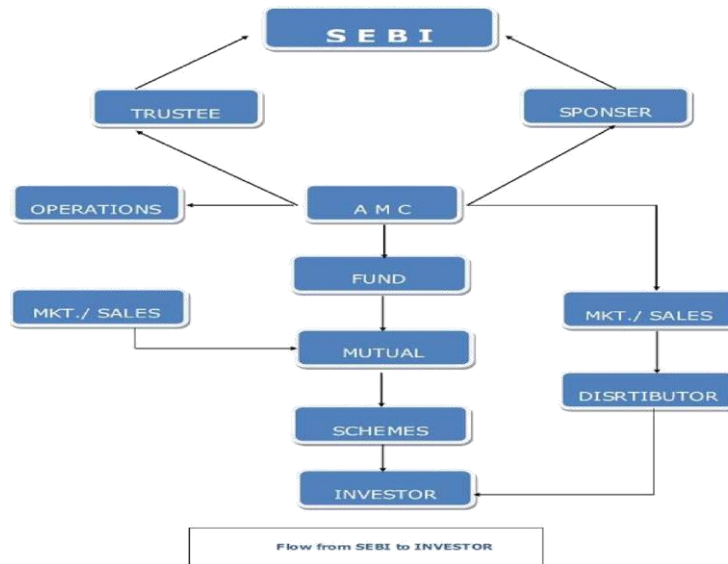 S E B I
TRUSTEE
SPONSER
OPERATIONS
A M C
FUND
MKT./ SALES
MKT./ SALES
MUTUAL
DISRTIBUTOR
SCHEMES
INVESTOR
Flow from SEBI to INVESTOR